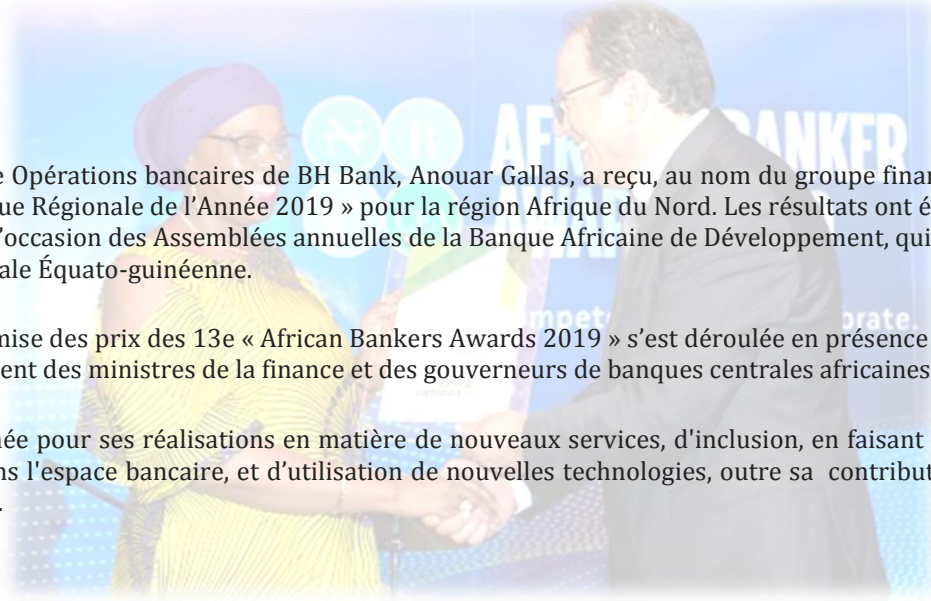 e Opérations bancaires de BH Bank, Anouar Gallas, a reçu, au nom du groupe finan
ue Régionale de l’Année 2019 » pour la région Afrique du Nord. Les résultats ont é
’occasion des Assemblées annuelles de la Banque Africaine de Développement, qui
ale Équato-guinéenne.
mise des prix des 13e « African Bankers Awards 2019 » s’est déroulée en présence
ent des ministres de la finance et des gouverneurs de banques centrales africaines
née pour ses réalisations en matière de nouveaux services, d'inclusion, en faisant
ns l'espace bancaire, et d’utilisation de nouvelles technologies, outre sa contribut
.
N R
BANKER